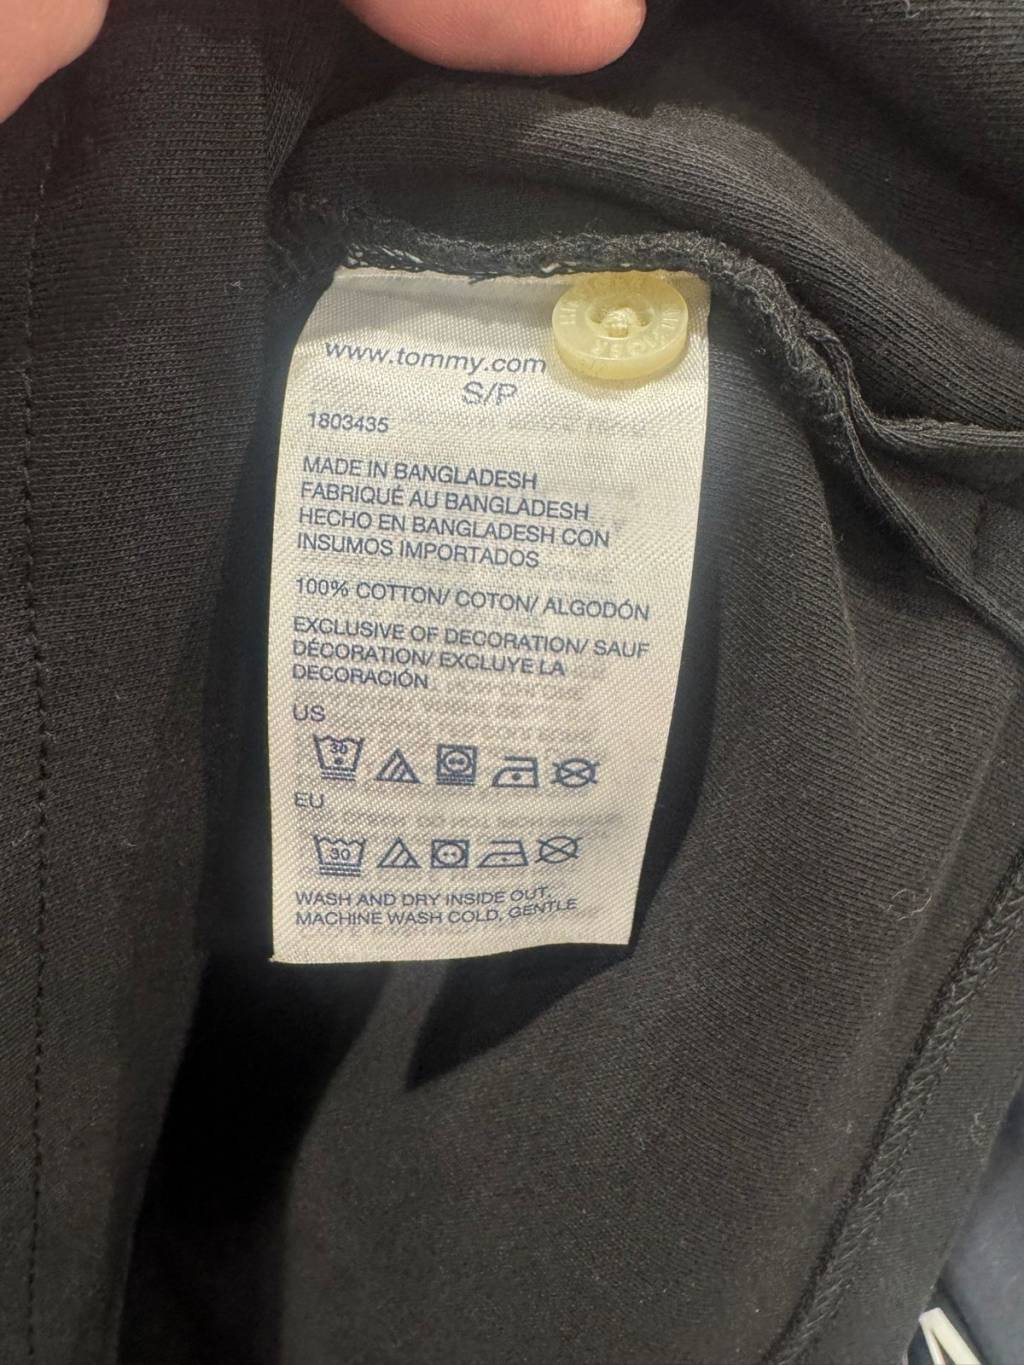 www.tommy.com
S/P
1803435
MADE IN BANGLADESH
FABRIQUÉ AU BANGLADESH
HECHO EN BANGLADESH CON
INSUMOS IMPORTADOS
100% COTTON/ COTON/ ALGODÓN
EXCLUSIVE OF DECORATION/ SAUF
DÉCORATION/ EXCLUYE LA
DECORACIÓN
US
30
EU
30
WASH AND DRY INSIDE OUT,
MACHINE WASH COLD, GENTLE